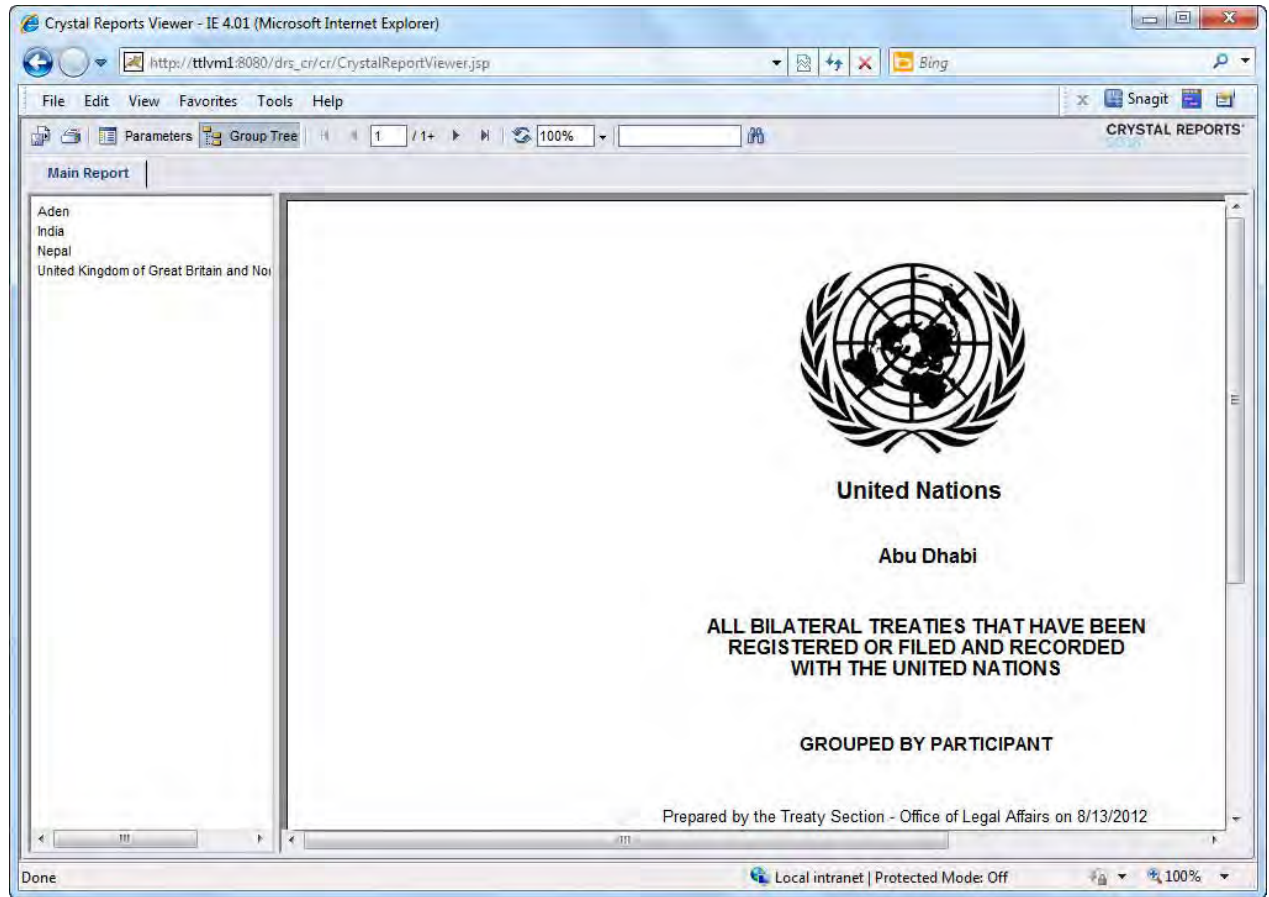 Crystal Reports Viewer - IE 4.01 (Microsoft Internet Explorer)
http://ttlvm1:8080/drs_cr/cr/CrystalReportViewer.jsp
Bing
File Edit View Favorites Tools Help
x Snagit
Parameters Group Tree 1 / 1+ 100%
CRYSTAL REPORTS
Main Report
Aden
India
Nepal
United Kingdom of Great Britain and
United Nations
Abu Dhabi
ALL BILATERAL TREATIES THAT HAVE BEEN
REGISTERED OR FILED AND RECORDED
WITH THE UNITED NATIONS
GROUPED BY PARTICIPANT
Prepared by the Treaty Section - Office of Legal Affairs on 8/13/2012
Done
Local intranet | Protected Mode: Off
100%